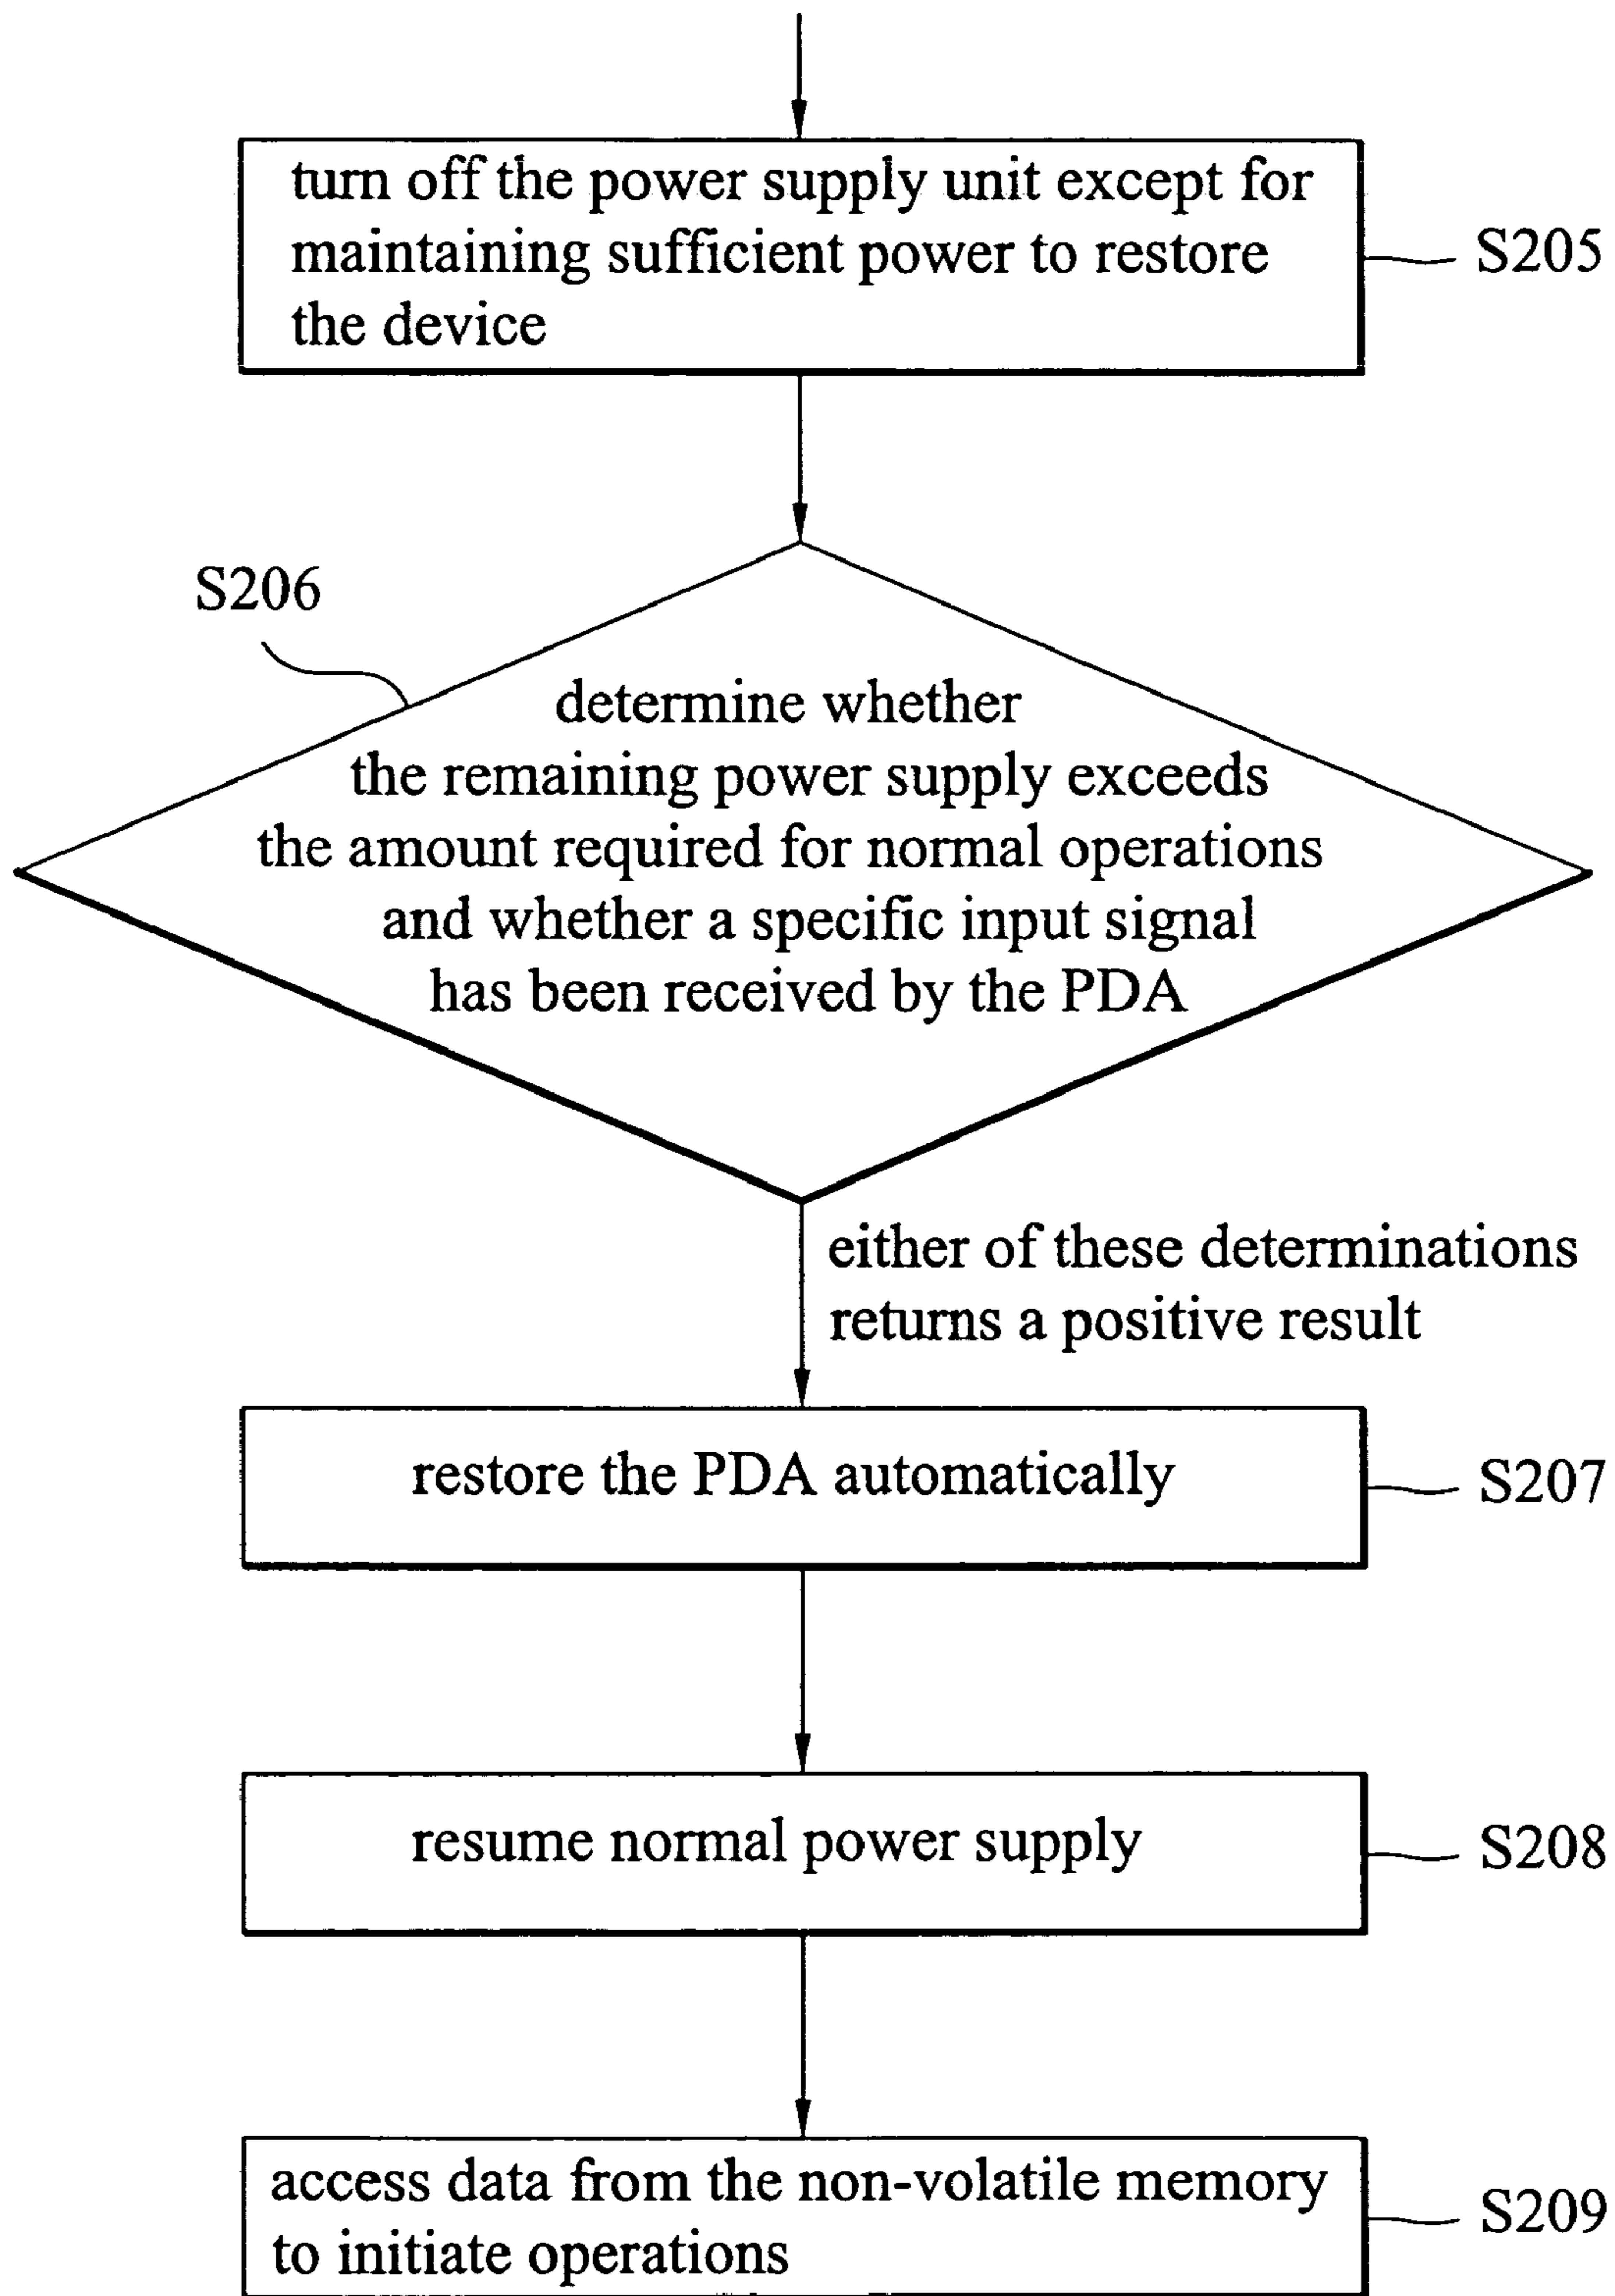 turn off the power supply unit except for
maintaining sufficient power to restore
the device
S205
S206
determine whether
the remaining power supply exceeds
the amount required for normal operations
and whether a specific input signal
has been received by the PDA
either of these determinations
returns a positive result
restore the PDA automatically
S207
resume normal power supply
S208
access data from the non-volatile memory
to initiate operations
S209